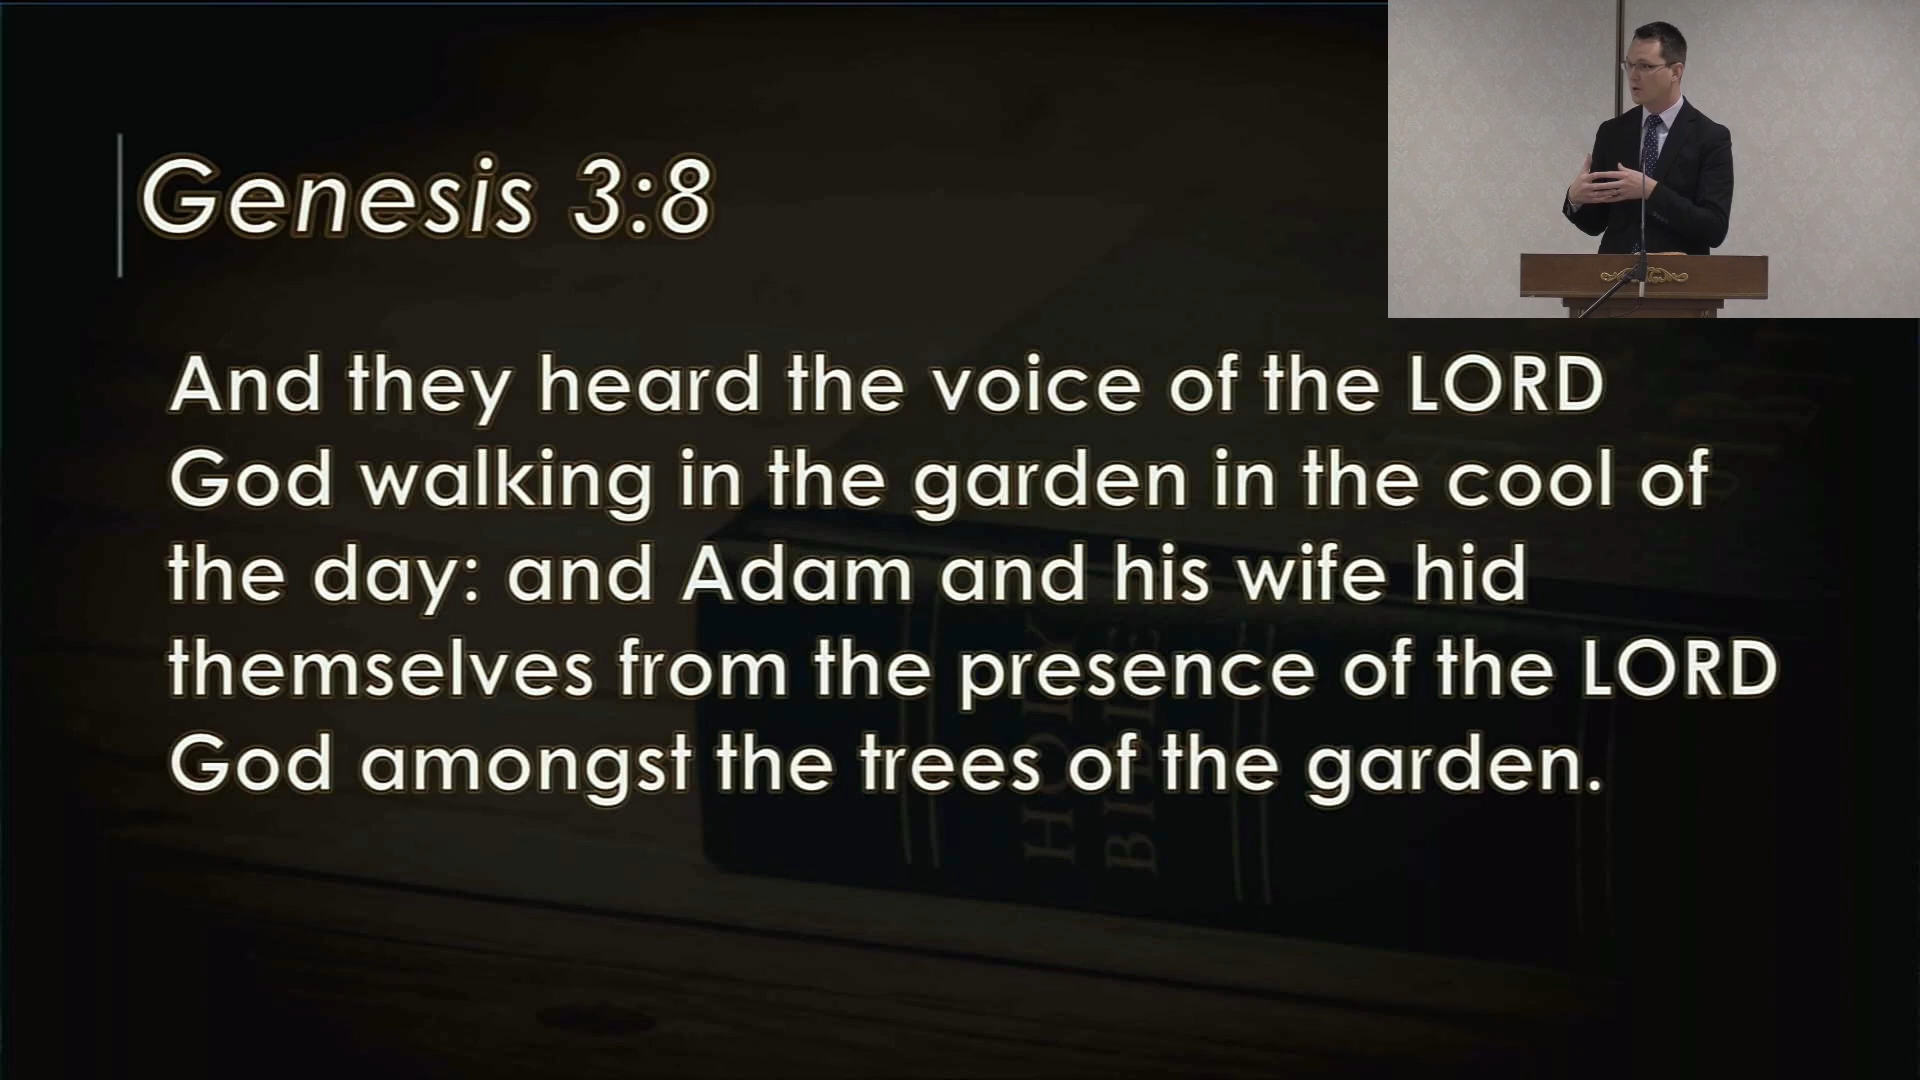 Genesis 3:8
And they heard the voice of the LORD
God walking in the garden in the cool of
the day: and Adam and his wife hid
themselves from the presence of the LORD
God amongst the trees of the garden.
HOLY
BIBLE